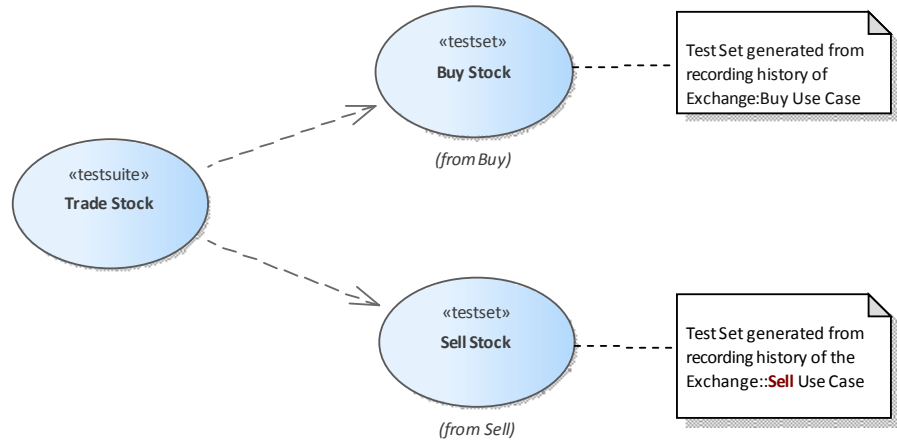 «testset»
Buy Stock
(from Buy)
Test Set generated from
recording history of
Exchange:Buy Use Case
«testsuite»
Trade Stock
«testset»
Sell Stock
(from Sell)
Test Set generated from
recording history of the
Exchange::Sell Use Case